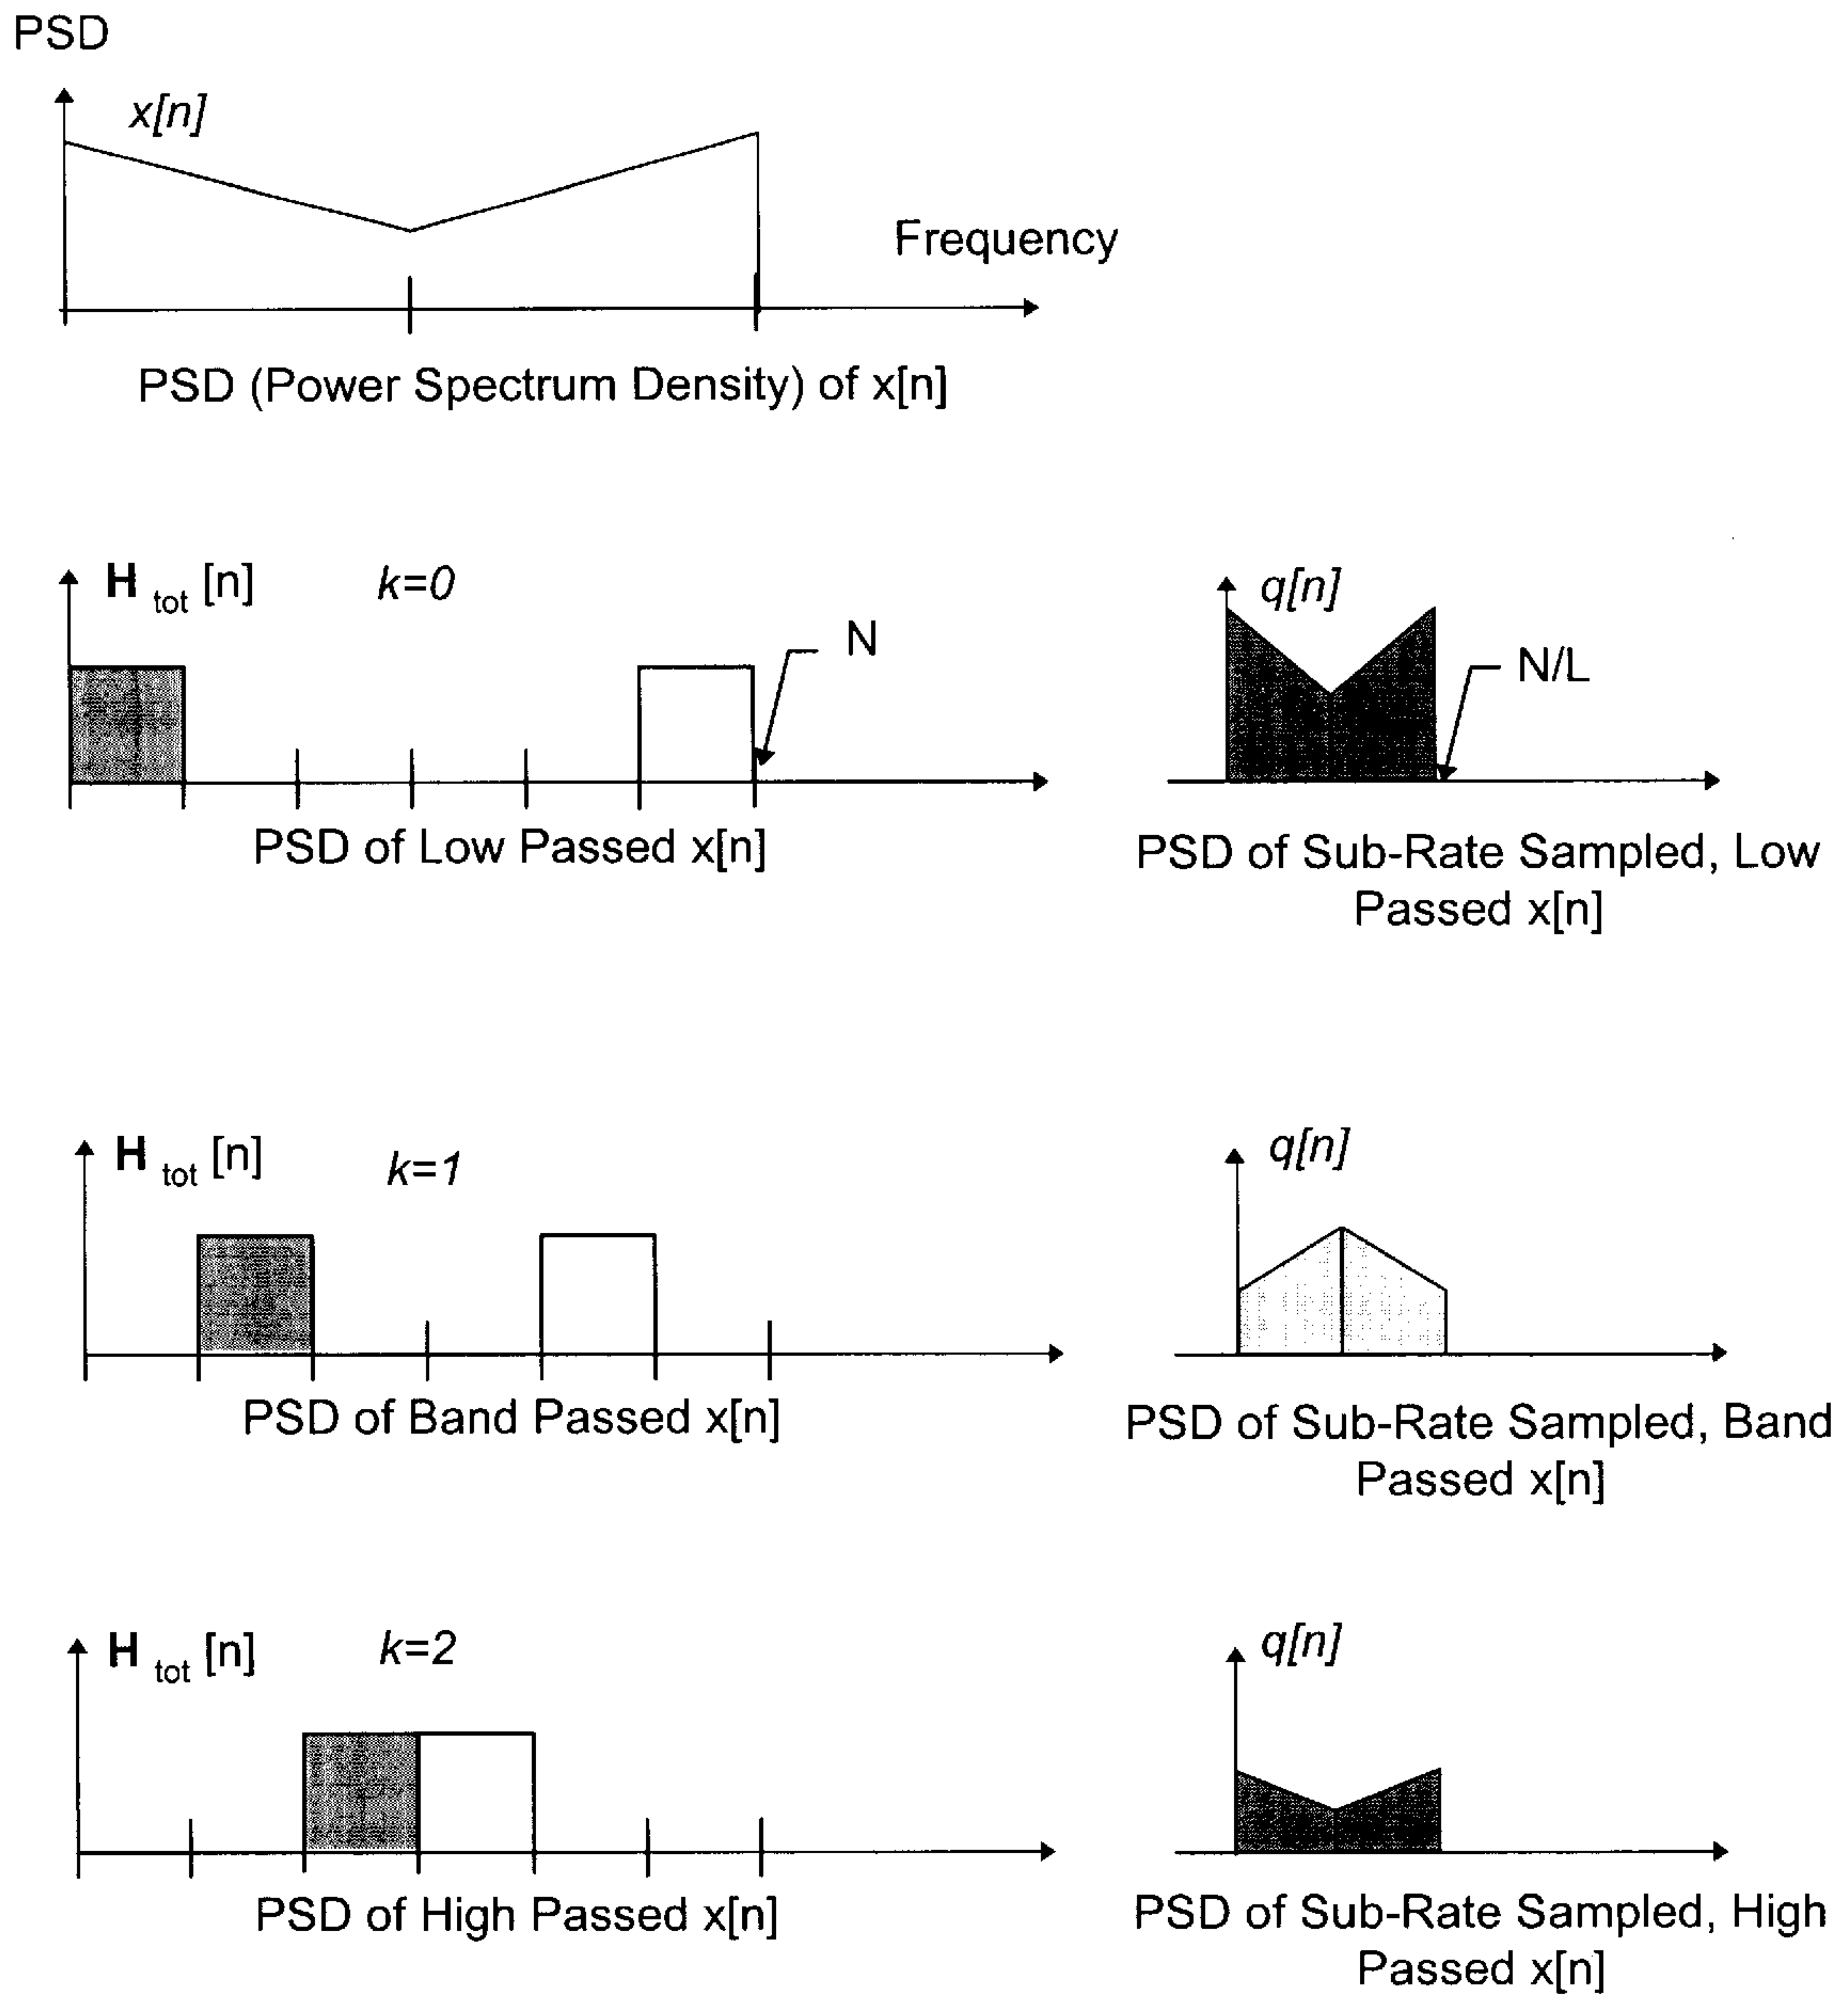 PSD
x[n]
Frequency
PSD (Power Spectrum Density) of x[n]
H tot [n]
k=0
N
PSD of Low Passed x[n]
q[n]
N/L
PSD of Sub-Rate Sampled, Low
Passed x[n]
H tot [n]
k=1
PSD of Band Passed x[n]
q[n]
PSD of Sub-Rate Sampled, Band
Passed x[n]
H tot [n]
k=2
PSD of High Passed x[n]
q[n]
PSD of Sub-Rate Sampled, High
Passed x[n]